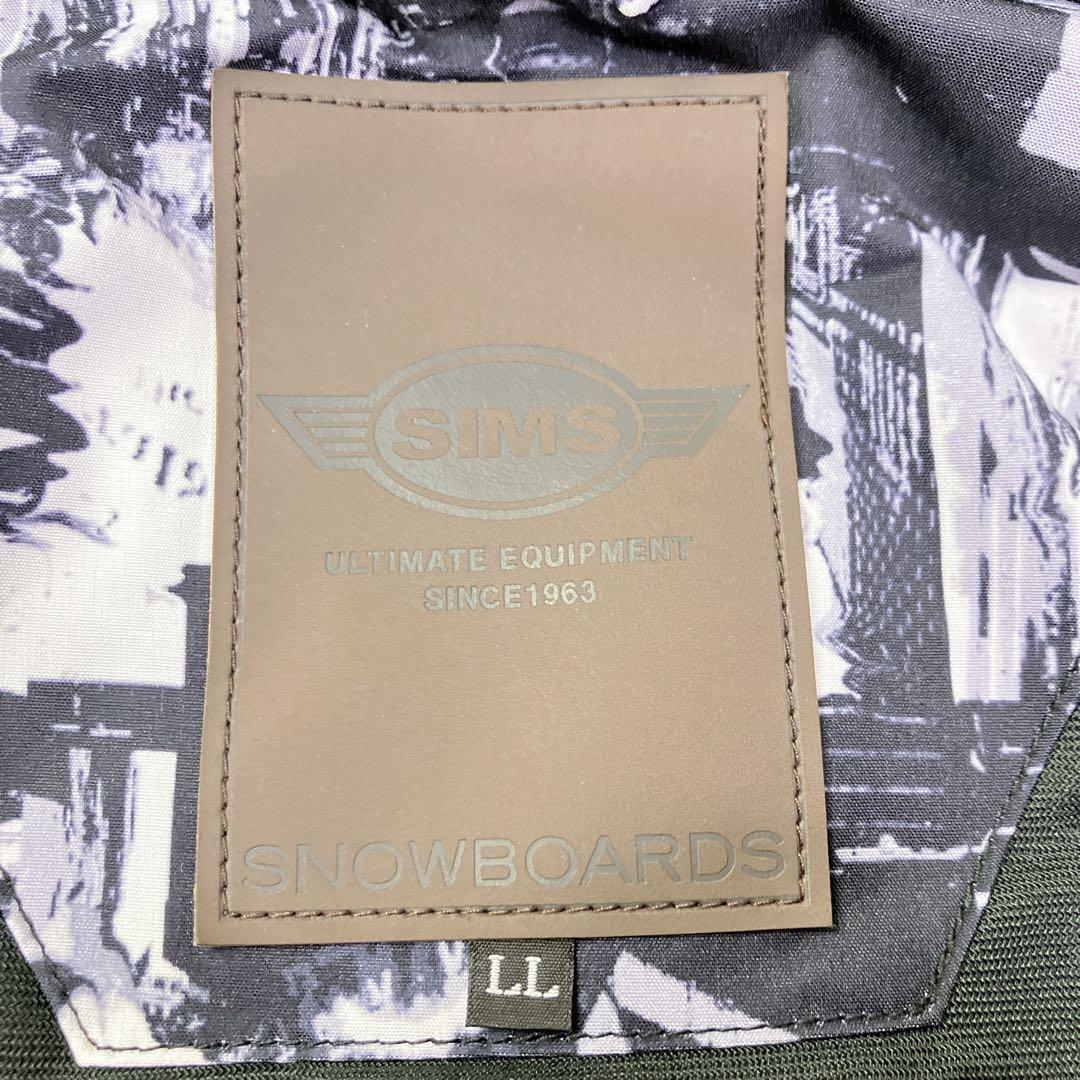 SIMS
ULTIMATE EQUIPMENT
SINCE1963
SNOWBOARDS
LL